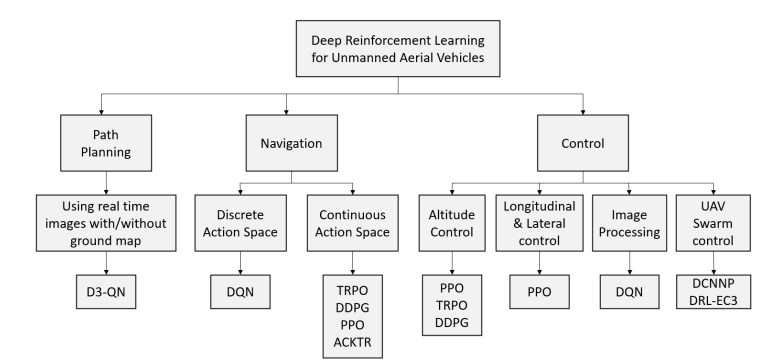 Deep Reinforcement Learning
for Unmanned Aerial Vehicles
Path
Planning
Navigation
Control
Using real time
images with/without
ground map
Discrete
Action Space
Continuous
Action Space
Altitude
Control
Longitudinal
& Lateral
control
Image
Processing
UAV
Swarm
control
D3-QN
DQN
TRPO
DDPG
PPO
ACKTR
PPO
TRPO
DDPG
PPO
DQN
DCNNP
DRL-EC3